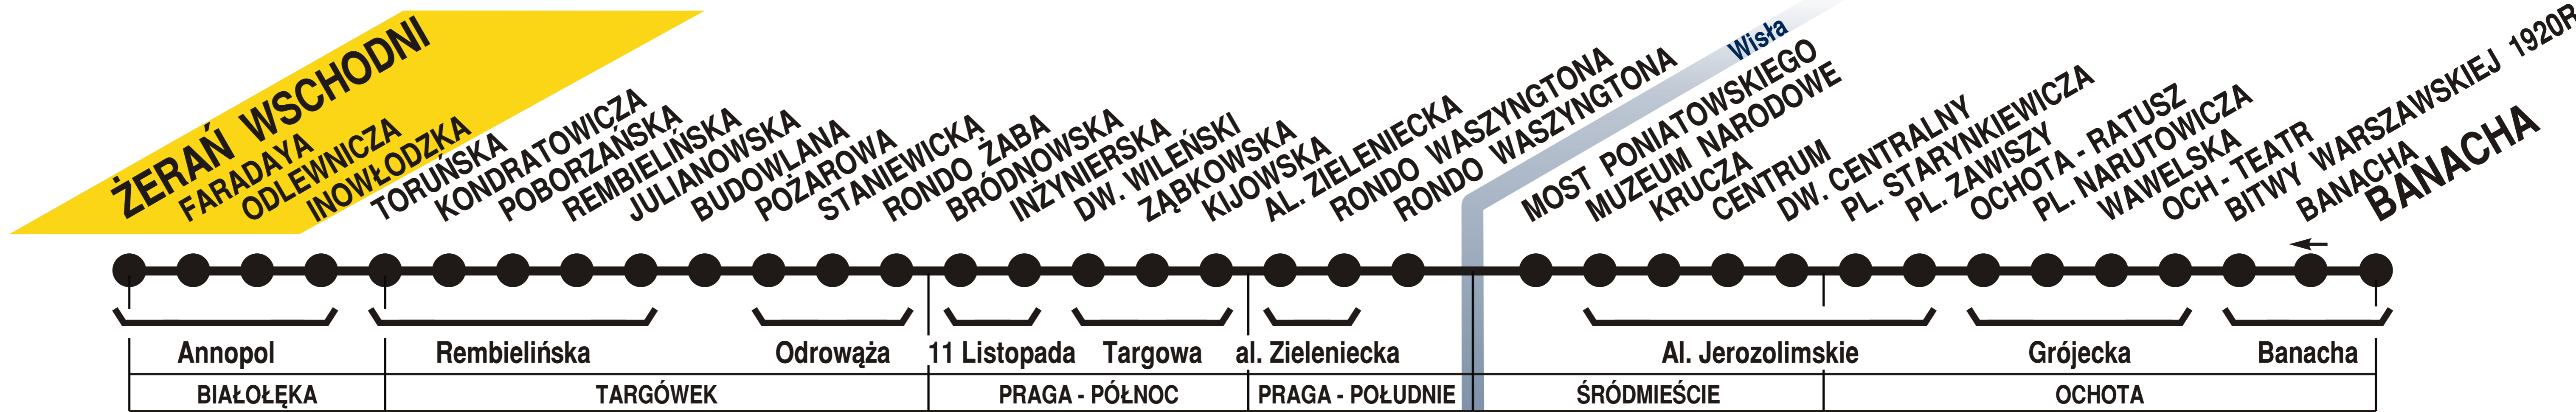 ŻERAŃ WSCHODNI
FARADAYA
ODLEWNICZA
INOWŁODZKA
TORUŃSKA
KONDRATOWICZA
POBORZAŃSKA
REMBIELIŃSKA
JULIANOWSKA
BUDOWLANA
POŻAROWA
STANIEWICKA
RONDO ŻABA
BRÓDNOWSKA
INŻYNIERSKA
DW. WILEŃSKI
ZĄBKOWSKA
KIJOWSKA
AL. ZIELENIECKA
RONDO WASZYNGTONA
RONDO WASZYNGTONA
Wisła
MOST PONIATOWSKIEGO
MUZEUM NARODOWE
KRUCZA
CENTRUM
DW. CENTRALNY
PL. STARYNKIEWICZA
PL. ZAWISZY
OCHOTA - RATUSZ
PL. NARUTOWICZA
WAWELSKA
OCH - TEATR
BITWY WARSZAWSKIEJ 1920R
BANACHA
BANACHA
Annopol Rembielińska Odrowąża 11 Listopada Targowa al. Zieleniecka Al. Jerozolimskie Grójecka Banacha
BIAŁOŁĘKA TARGÓWEK PRAGA - PÓŁNOC PRAGA - POŁUDNIE ŚRÓDMIEŚCIE OCHOTA